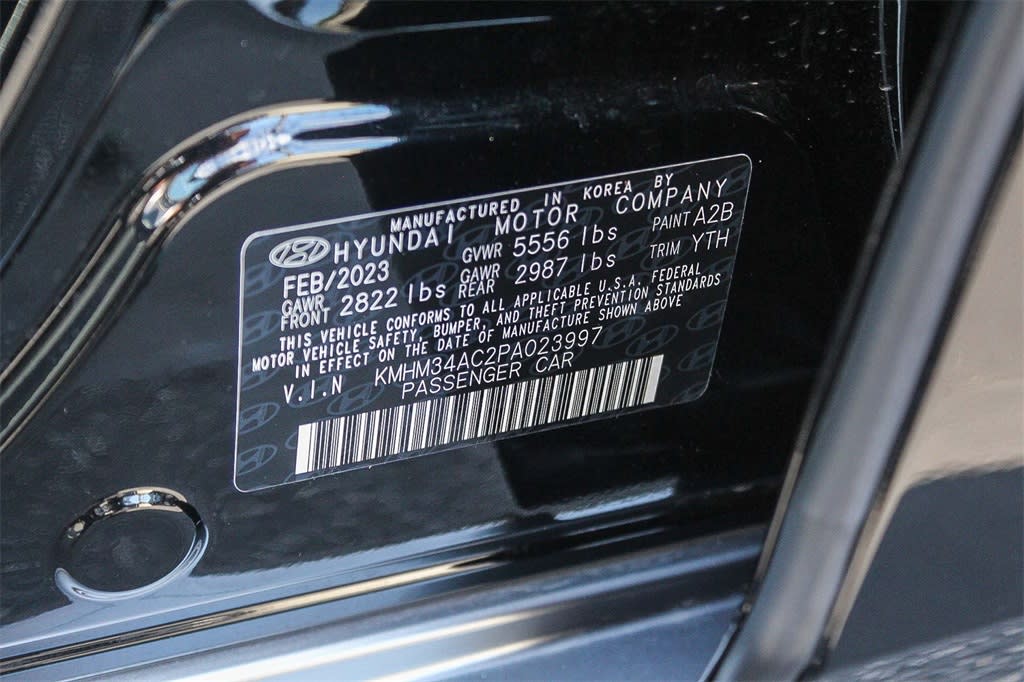 MANUFACTURED IN KOREA BY
HYUNDAI MOTOR COMPANY
FEB/2023 GVWR 5556 lbs PAINT A2B
GAWR FRONT 2822 lbs GAWR REAR 2987 lbs TRIM YTH
THIS VEHICLE CONFORMS TO ALL APPLICABLE U.S.A. FEDERAL
MOTOR VEHICLE SAFETY, BUMPER, AND THEFT PREVENTION STANDARDS
IN EFFECT ON THE DATE OF MANUFACTURE SHOWN ABOVE
V.I.N KMHM34AC2PA023997
PASSENGER CAR